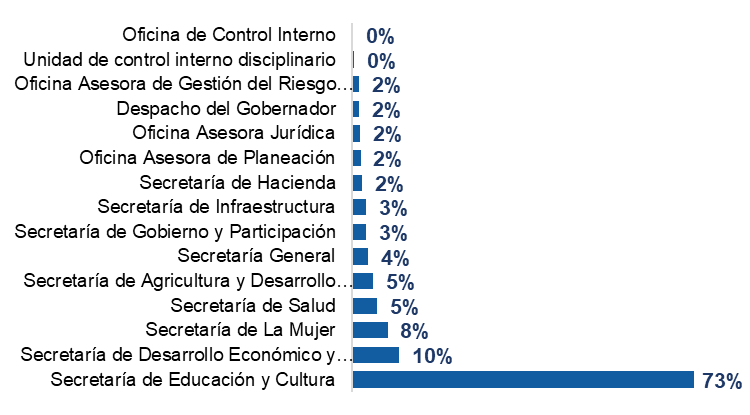 Oficina de Control Interno 0%
Unidad de control interno disciplinario 0%
Oficina Asesora de Gestión del Riesgo… 2%
Despacho del Gobernador 2%
Oficina Asesora Jurídica 2%
Oficina Asesora de Planeación 2%
Secretaría de Hacienda 2%
Secretaría de Infraestructura 3%
Secretaría de Gobierno y Participación 3%
Secretaría General 4%
Secretaría de Agricultura y Desarrollo… 5%
Secretaría de Salud 5%
Secretaría de La Mujer 8%
Secretaría de Desarrollo Económico y… 10%
Secretaría de Educación y Cultura 73%